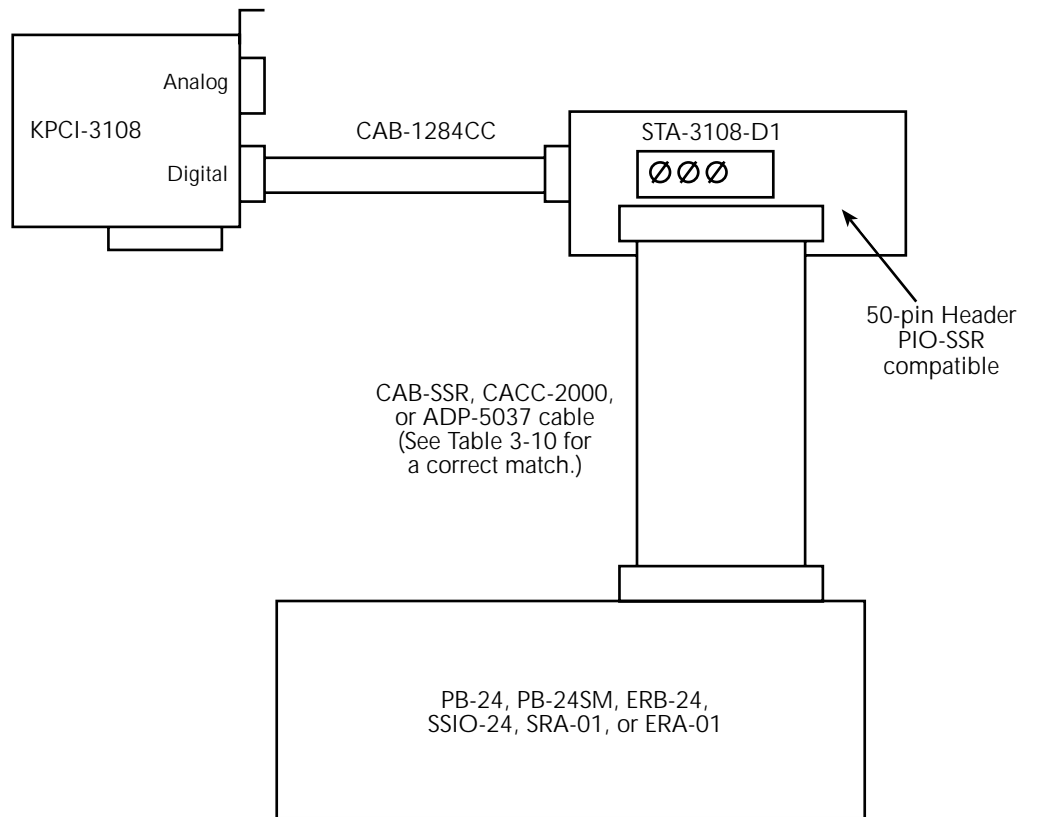 Analog
KPCI-3108
CAB-1284CC
STA-3108-D1
Digital
50-pin Header
PIO-SSR
compatible
CAB-SSR, CACC-2000,
or ADP-5037 cable
(See Table 3-10 for
a correct match.)
PB-24, PB-24SM, ERB-24,
SSIO-24, SRA-01, or ERA-01